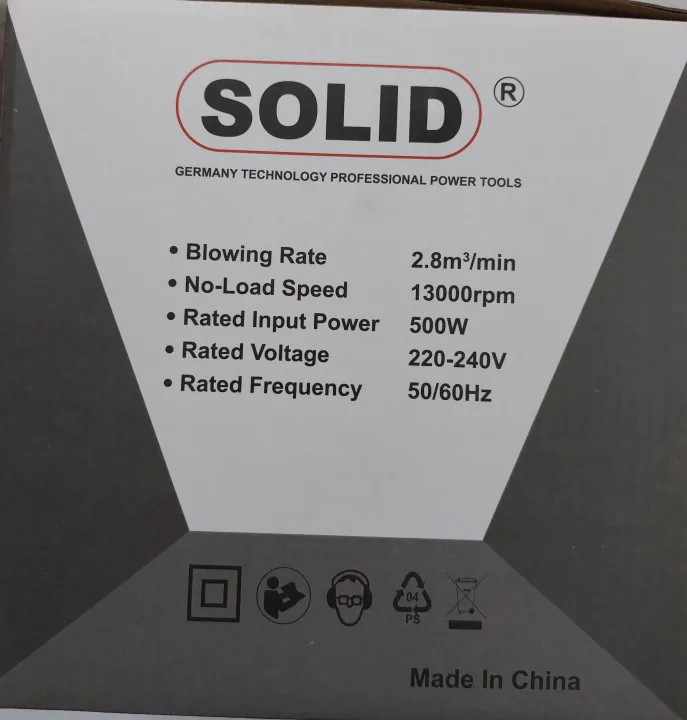 SOLID ®
GERMANY TECHNOLOGY PROFESSIONAL POWER TOOLS
• Blowing Rate 2.8m³/min
• No-Load Speed 13000rpm
• Rated Input Power 500W
• Rated Voltage 220-240V
• Rated Frequency 50/60Hz
04
PS
Made In China